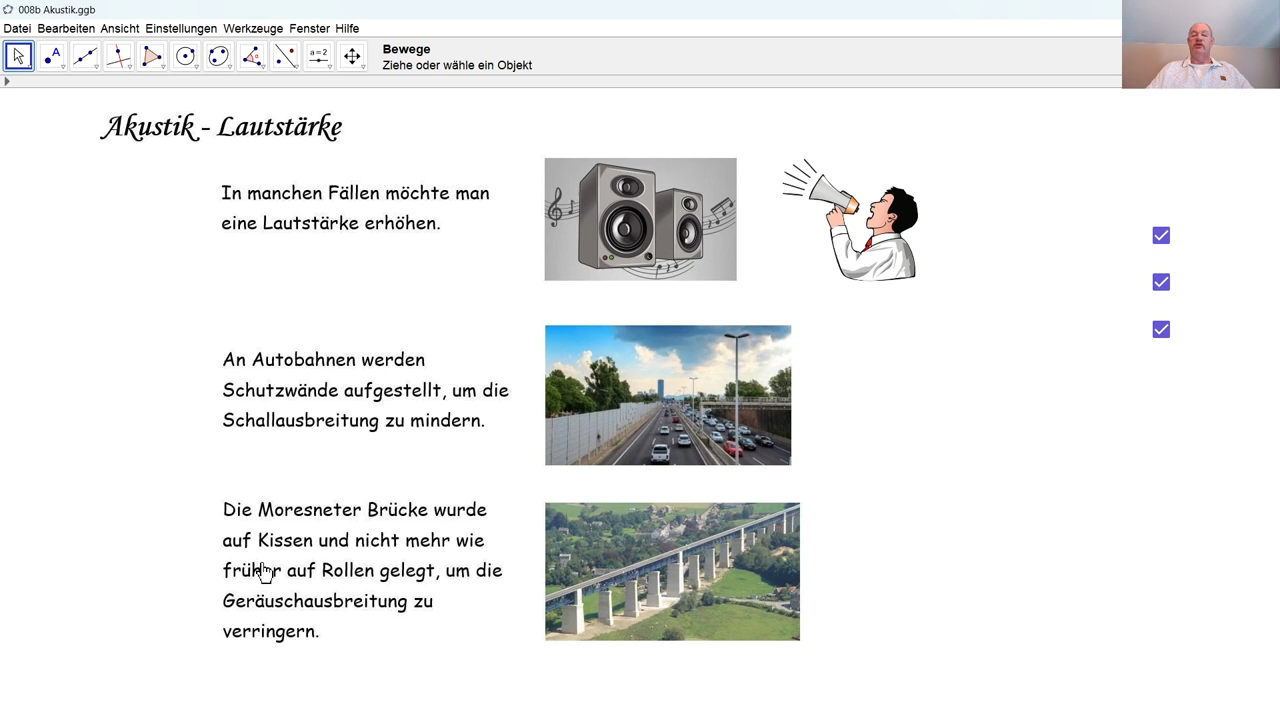 008b Akustik.ggb
Datei Bearbeiten Ansicht Einstellungen Werkzeuge Fenster Hilfe
A
a=2
Bewege
Ziehe oder wähle ein Objekt
Akustik - Lautstärke
In manchen Fällen möchte man
eine Lautstärke erhöhen.
An Autobahnen werden
Schutzwände aufgestellt, um die
Schallausbreitung zu mindern.
Die Moresneter Brücke wurde
auf Kissen und nicht mehr wie
früher auf Rollen gelegt, um die
Geräuschausbreitung zu
verringern.